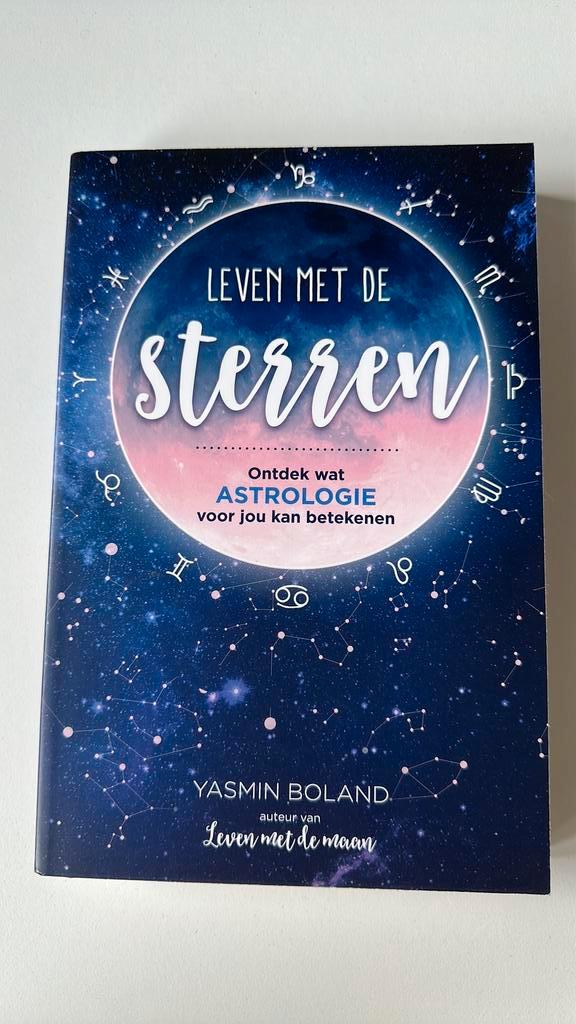 LEVEN MET DE
sterren
Ontdek wat
ASTROLOGIE
voor jou kan betekenen
YASMIN BOLAND
auteur van
Leven met de maan